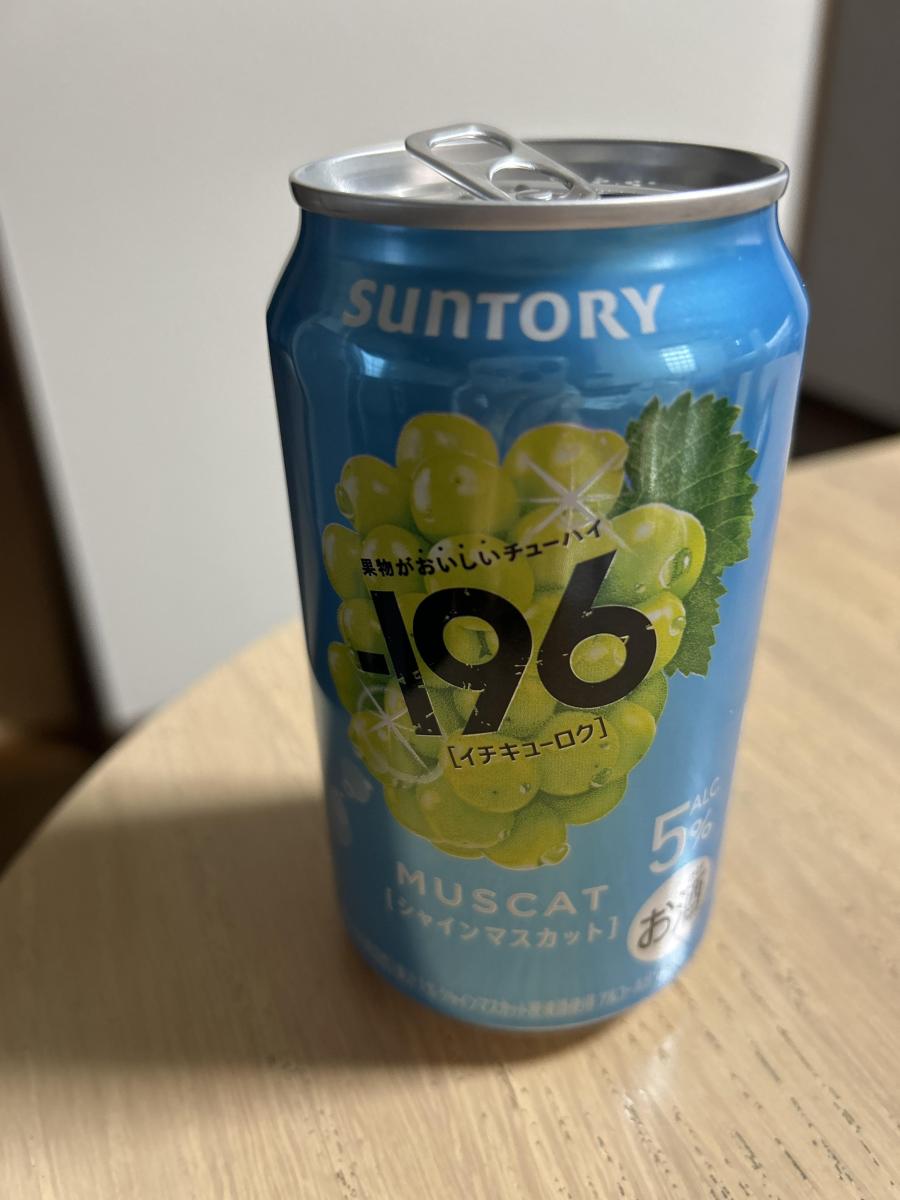 SUNTORY
果物がおいしいチューハイ
-196
[イチキューロク]
ALC.
5%
MUSCAT
[シャインマスカット]
お酒